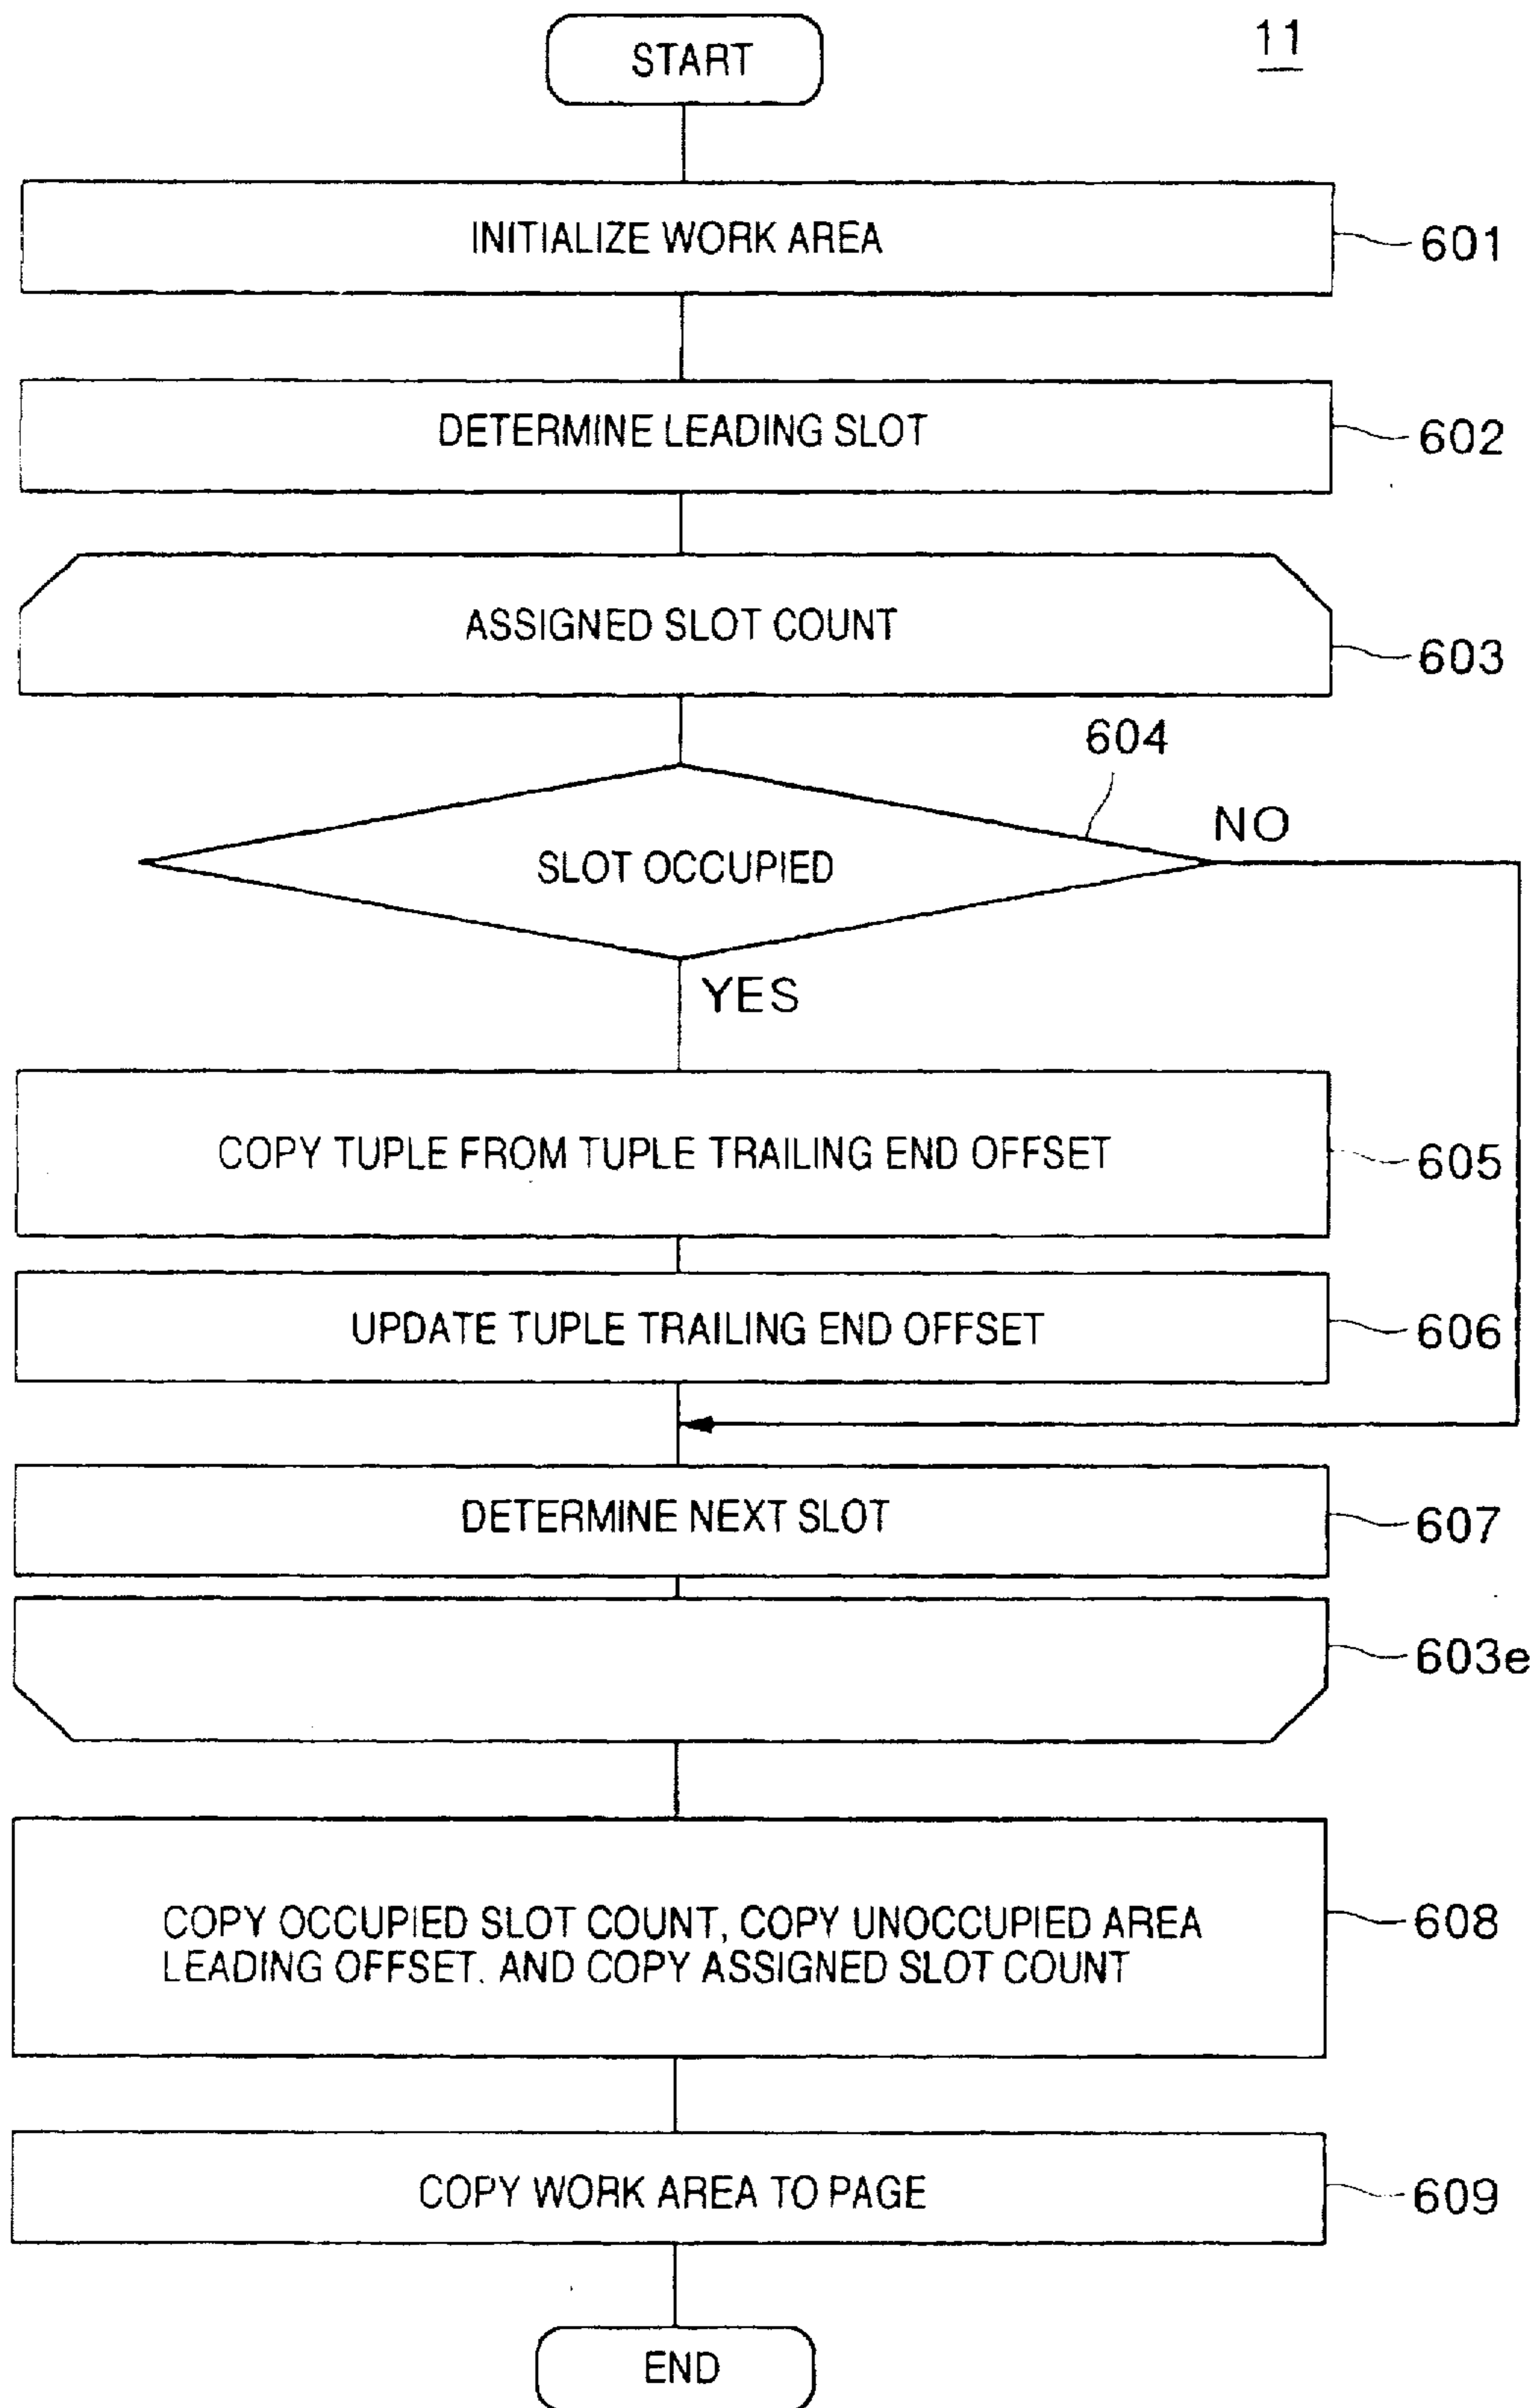 11
START
INITIALIZE WORK AREA
601
DETERMINE LEADING SLOT
602
ASSIGNED SLOT COUNT
603
604
NO
SLOT OCCUPIED
YES
COPY TUPLE FROM TUPLE TRAILING END OFFSET
605
UPDATE TUPLE TRAILING END OFFSET
606
DETERMINE NEXT SLOT
607
603e
COPY OCCUPIED SLOT COUNT, COPY UNOCCUPIED AREA
LEADING OFFSET. AND COPY ASSIGNED SLOT COUNT
608
COPY WORK AREA TO PAGE
609
END